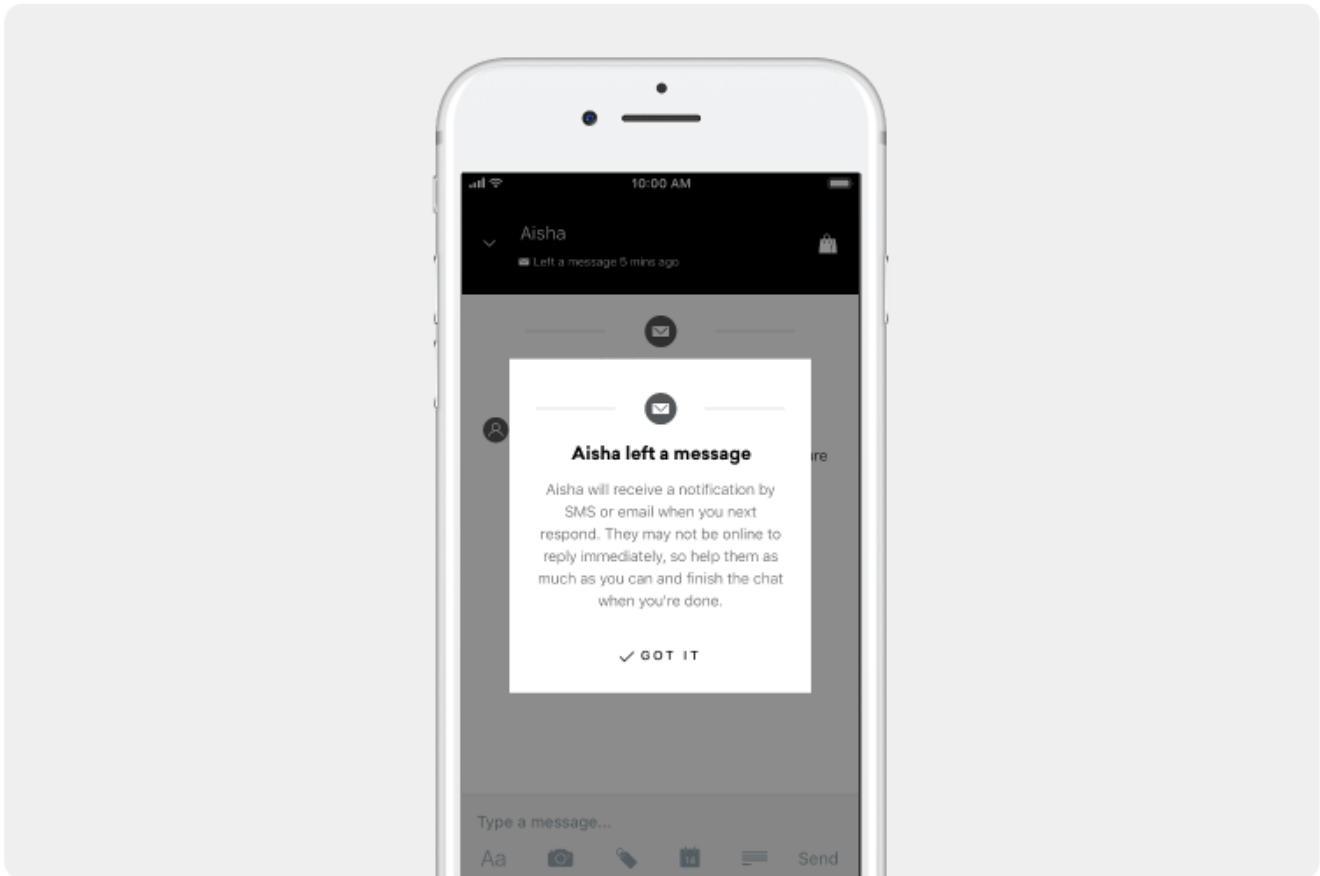 10:00 AM
Aisha
Left a message 5 mins ago
Aisha left a message
Aisha will receive a notification by
SMS or email when you next
respond. They may not be online to
reply immediately, so help them as
much as you can and finish the chat
when you're done.
GOT IT
Type a message...
Aa
14
Send